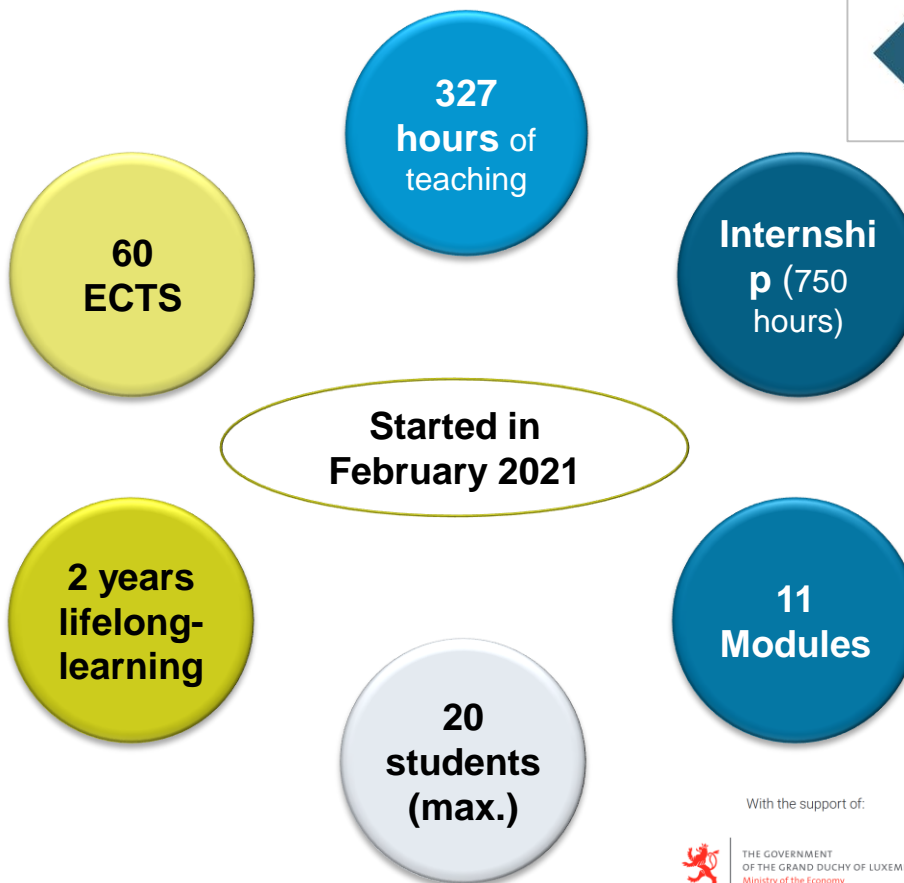 327
hours of
teaching
Internshi
p (750
hours)
60
ECTS
Started in
February 2021
2 years
lifelong-
learning
11
Modules
20
students
(max.)
With the support of:
THE GOVERNMENT
OF THE GRAND DUCHY OF LUXEM
Ministry of the Economy